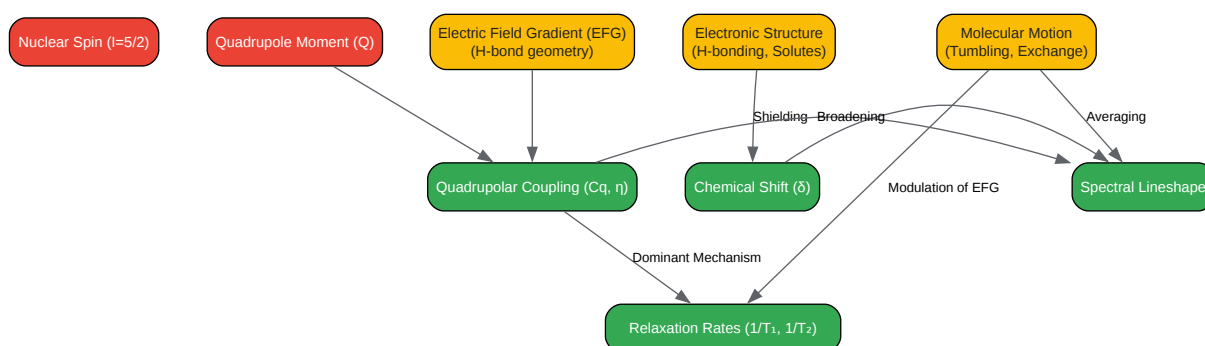 Nuclear Spin (I=5/2)
Quadrupole Moment (Q)
Electric Field Gradient (EFG)
(H-bond geometry)
Electronic Structure
(H-bonding, Solutes)
Molecular Motion
(Tumbling, Exchange)
Shielding
Broadening
Averaging
Quadrupolar Coupling (Cq, η)
Chemical Shift (δ)
Modulation of EFG
Spectral Lineshape
Dominant Mechanism
Relaxation Rates (1/T₁, 1/T₂)